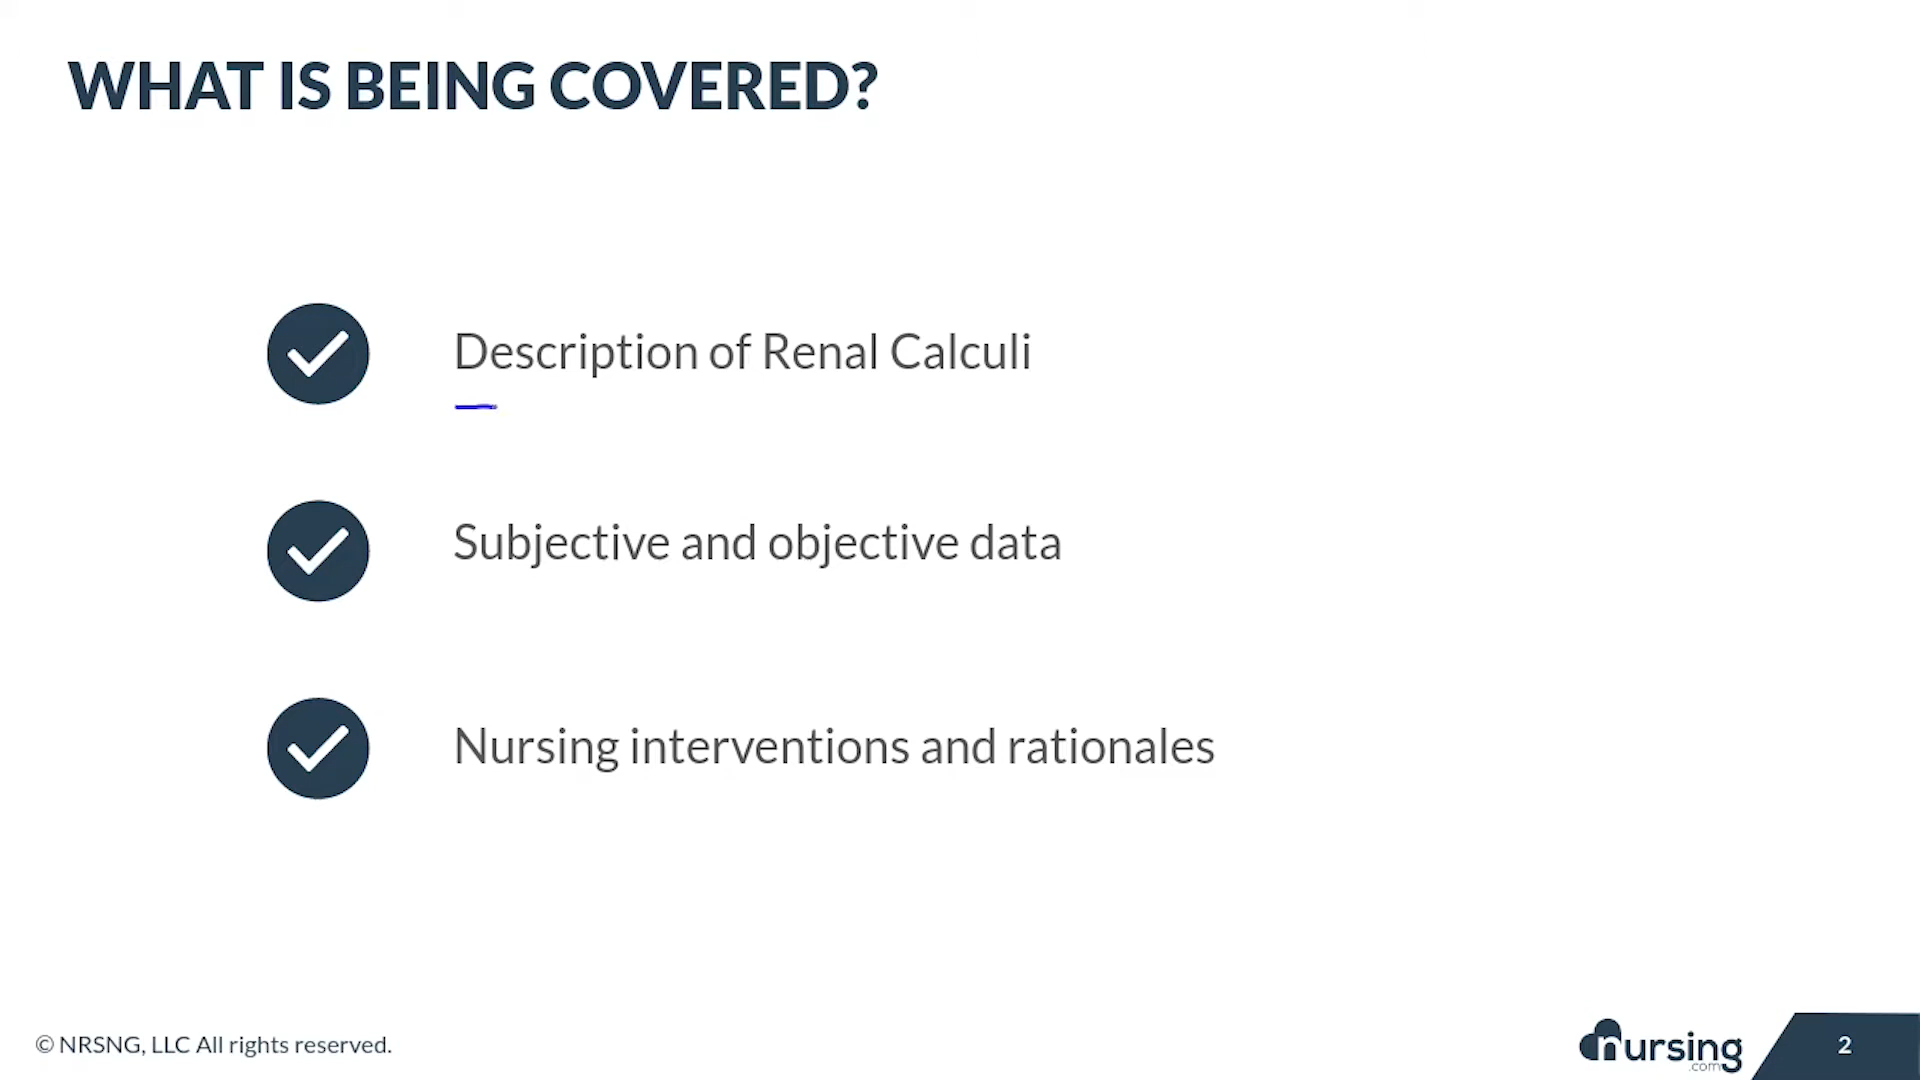 WHAT IS BEING COVERED?
Description of Renal Calculi
Subjective and objective data
Nursing interventions and rationales
© NRSNG, LLC All rights reserved.
nursing
.com
2